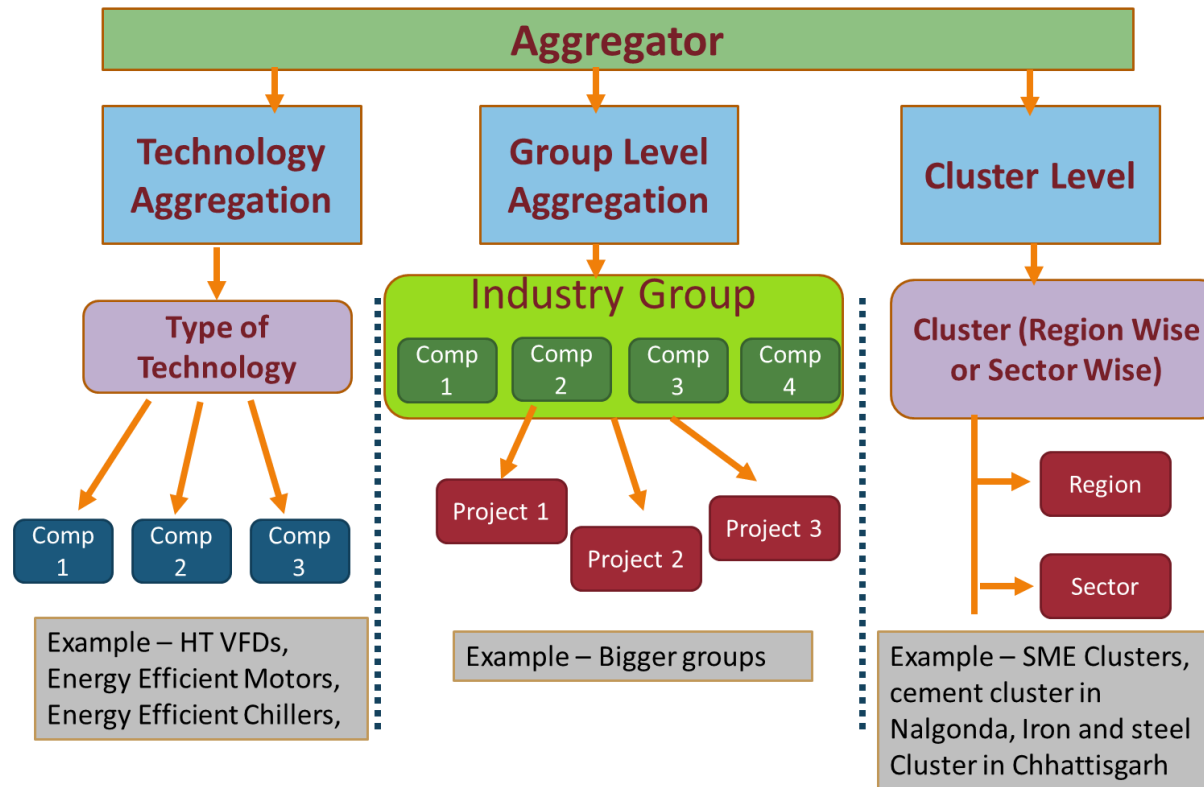 Aggregator
Technology
Aggregation
Group Level
Aggregation
Cluster Level
Type of
Technology
Industry Group
Comp
1
Comp
2
Comp
3
Comp
4
Cluster (Region Wise
or Sector Wise)
Comp
1
Comp
2
Comp
3
Project 1
Project 2
Project 3
Region
Sector
Example – HT VFDs,
Energy Efficient Motors,
Energy Efficient Chillers,
Example – Bigger groups
Example – SME Clusters,
cement cluster in
Nalgonda, Iron and steel
Cluster in Chhattisgarh